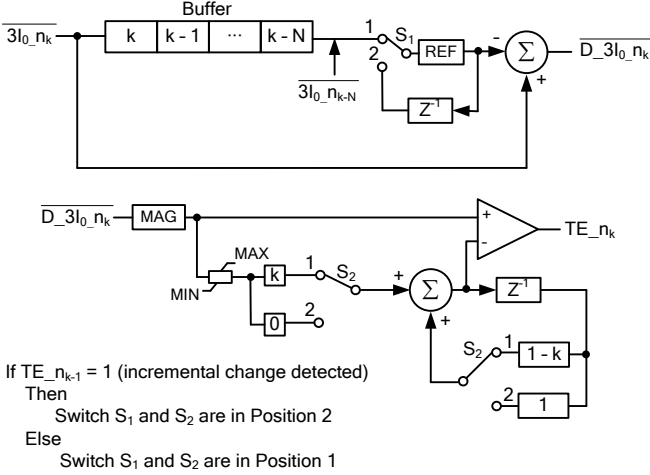 Buffer
3I₀_nₖ
k
k - 1
...
k - N
1
S₁
2
REF
-
Σ
+
D_3I₀_nₖ
3I₀_nₖ₋N
Z⁻¹
D_3I₀_nₖ
MAG
+
-
TE_nₖ
MAX
MIN
k
1
S₂
+
Σ
Z⁻¹
0
2
+
S₂
1
1 - k
2
1
If TE_nₖ₋₁ = 1 (incremental change detected)
Then
Switch S₁ and S₂ are in Position 2
Else
Switch S₁ and S₂ are in Position 1